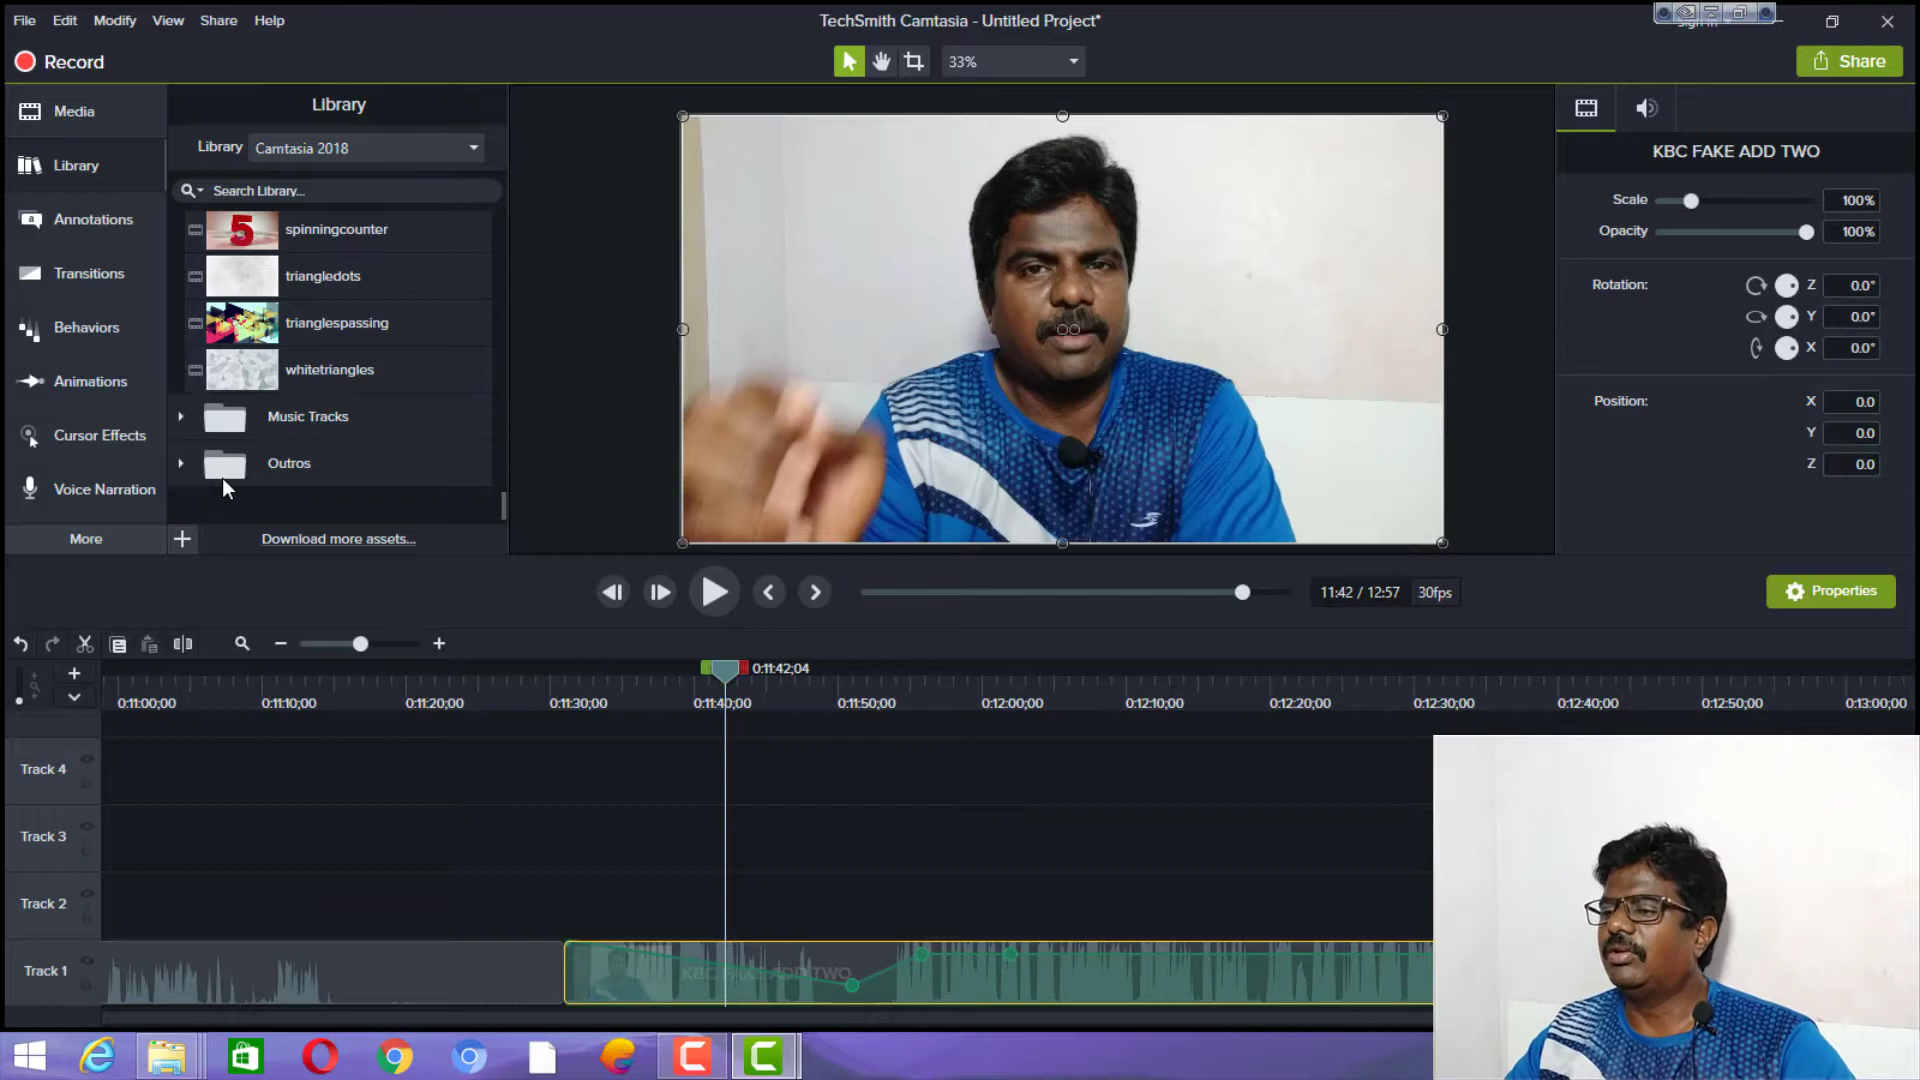 File Edit Modify View Share Help
TechSmith Camtasia - Untitled Project*
Record
33%
Share
Media
Library
Annotations
Transitions
Behaviors
Animations
Cursor Effects
Voice Narration
More
Library
Library Camtasia 2018
Search Library...
5
spinningcounter
triangledots
trianglespassing
whitetriangles
Music Tracks
Outros
Download more assets...
KBC FAKE ADD TWO
Scale 100%
Opacity 100%
Rotation: Z 0.0°
Y 0.0°
X 0.0°
Position: X 0.0
Y 0.0
Z 0.0
11:42 / 12:57 30fps
Properties
0:11:42;04
0:11:00;00 0:11:10;00 0:11:20;00 0:11:30;00 0:11:40;00 0:11:50;00 0:12:00;00 0:12:10;00 0:12:20;00 0:12:30;00 0:12:40;00 0:12:50;00 0:13:00;00
Track 4
Track 3
Track 2
Track 1
KBC FAKE ADD TWO